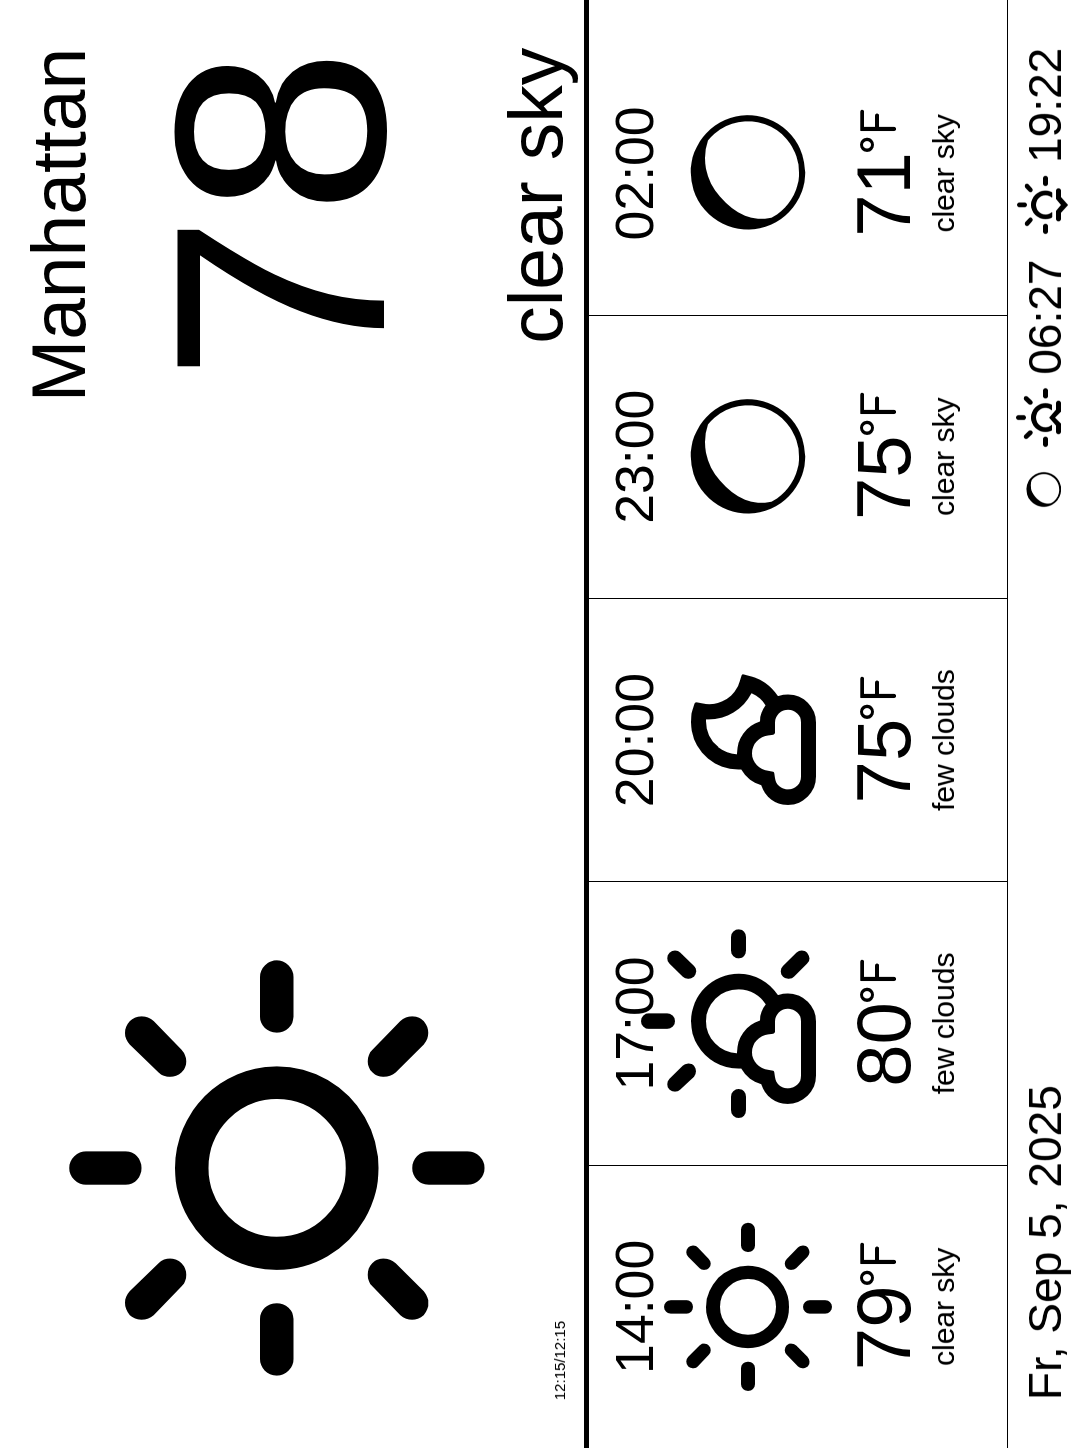 Manhattan
78
clear sky
12:15/12:15
14:00
79°F
clear sky
17:00
80°F
few clouds
20:00
75°F
few clouds
23:00
75°F
clear sky
02:00
71°F
clear sky
Fr, Sep 5, 2025
06:27 19:22